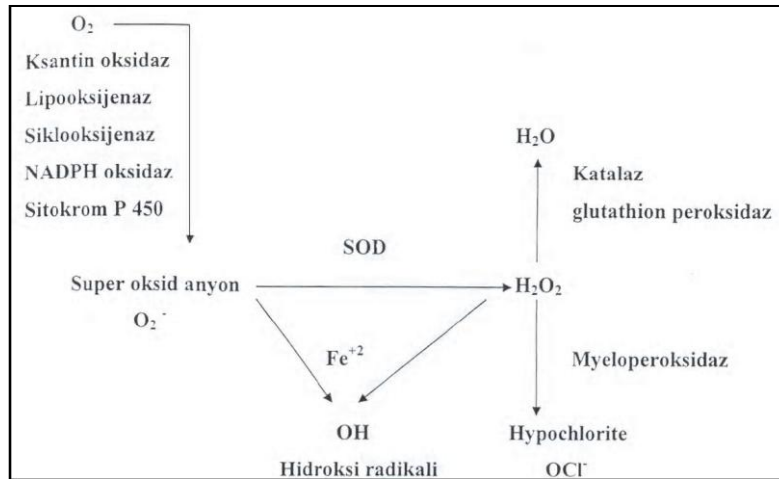 O₂
Ksantin oksidaz
Lipooksijenaz
Siklooksijenaz
NADPH oksidaz
Sitokrom P 450
Super oksid anyon
O₂⁻
SOD
Fe⁺²
OH
Hidroksi radikali
H₂O
Katalaz
glutathion peroksidaz
H₂O₂
Myeloperoksidaz
Hypochlorite
OCl⁻